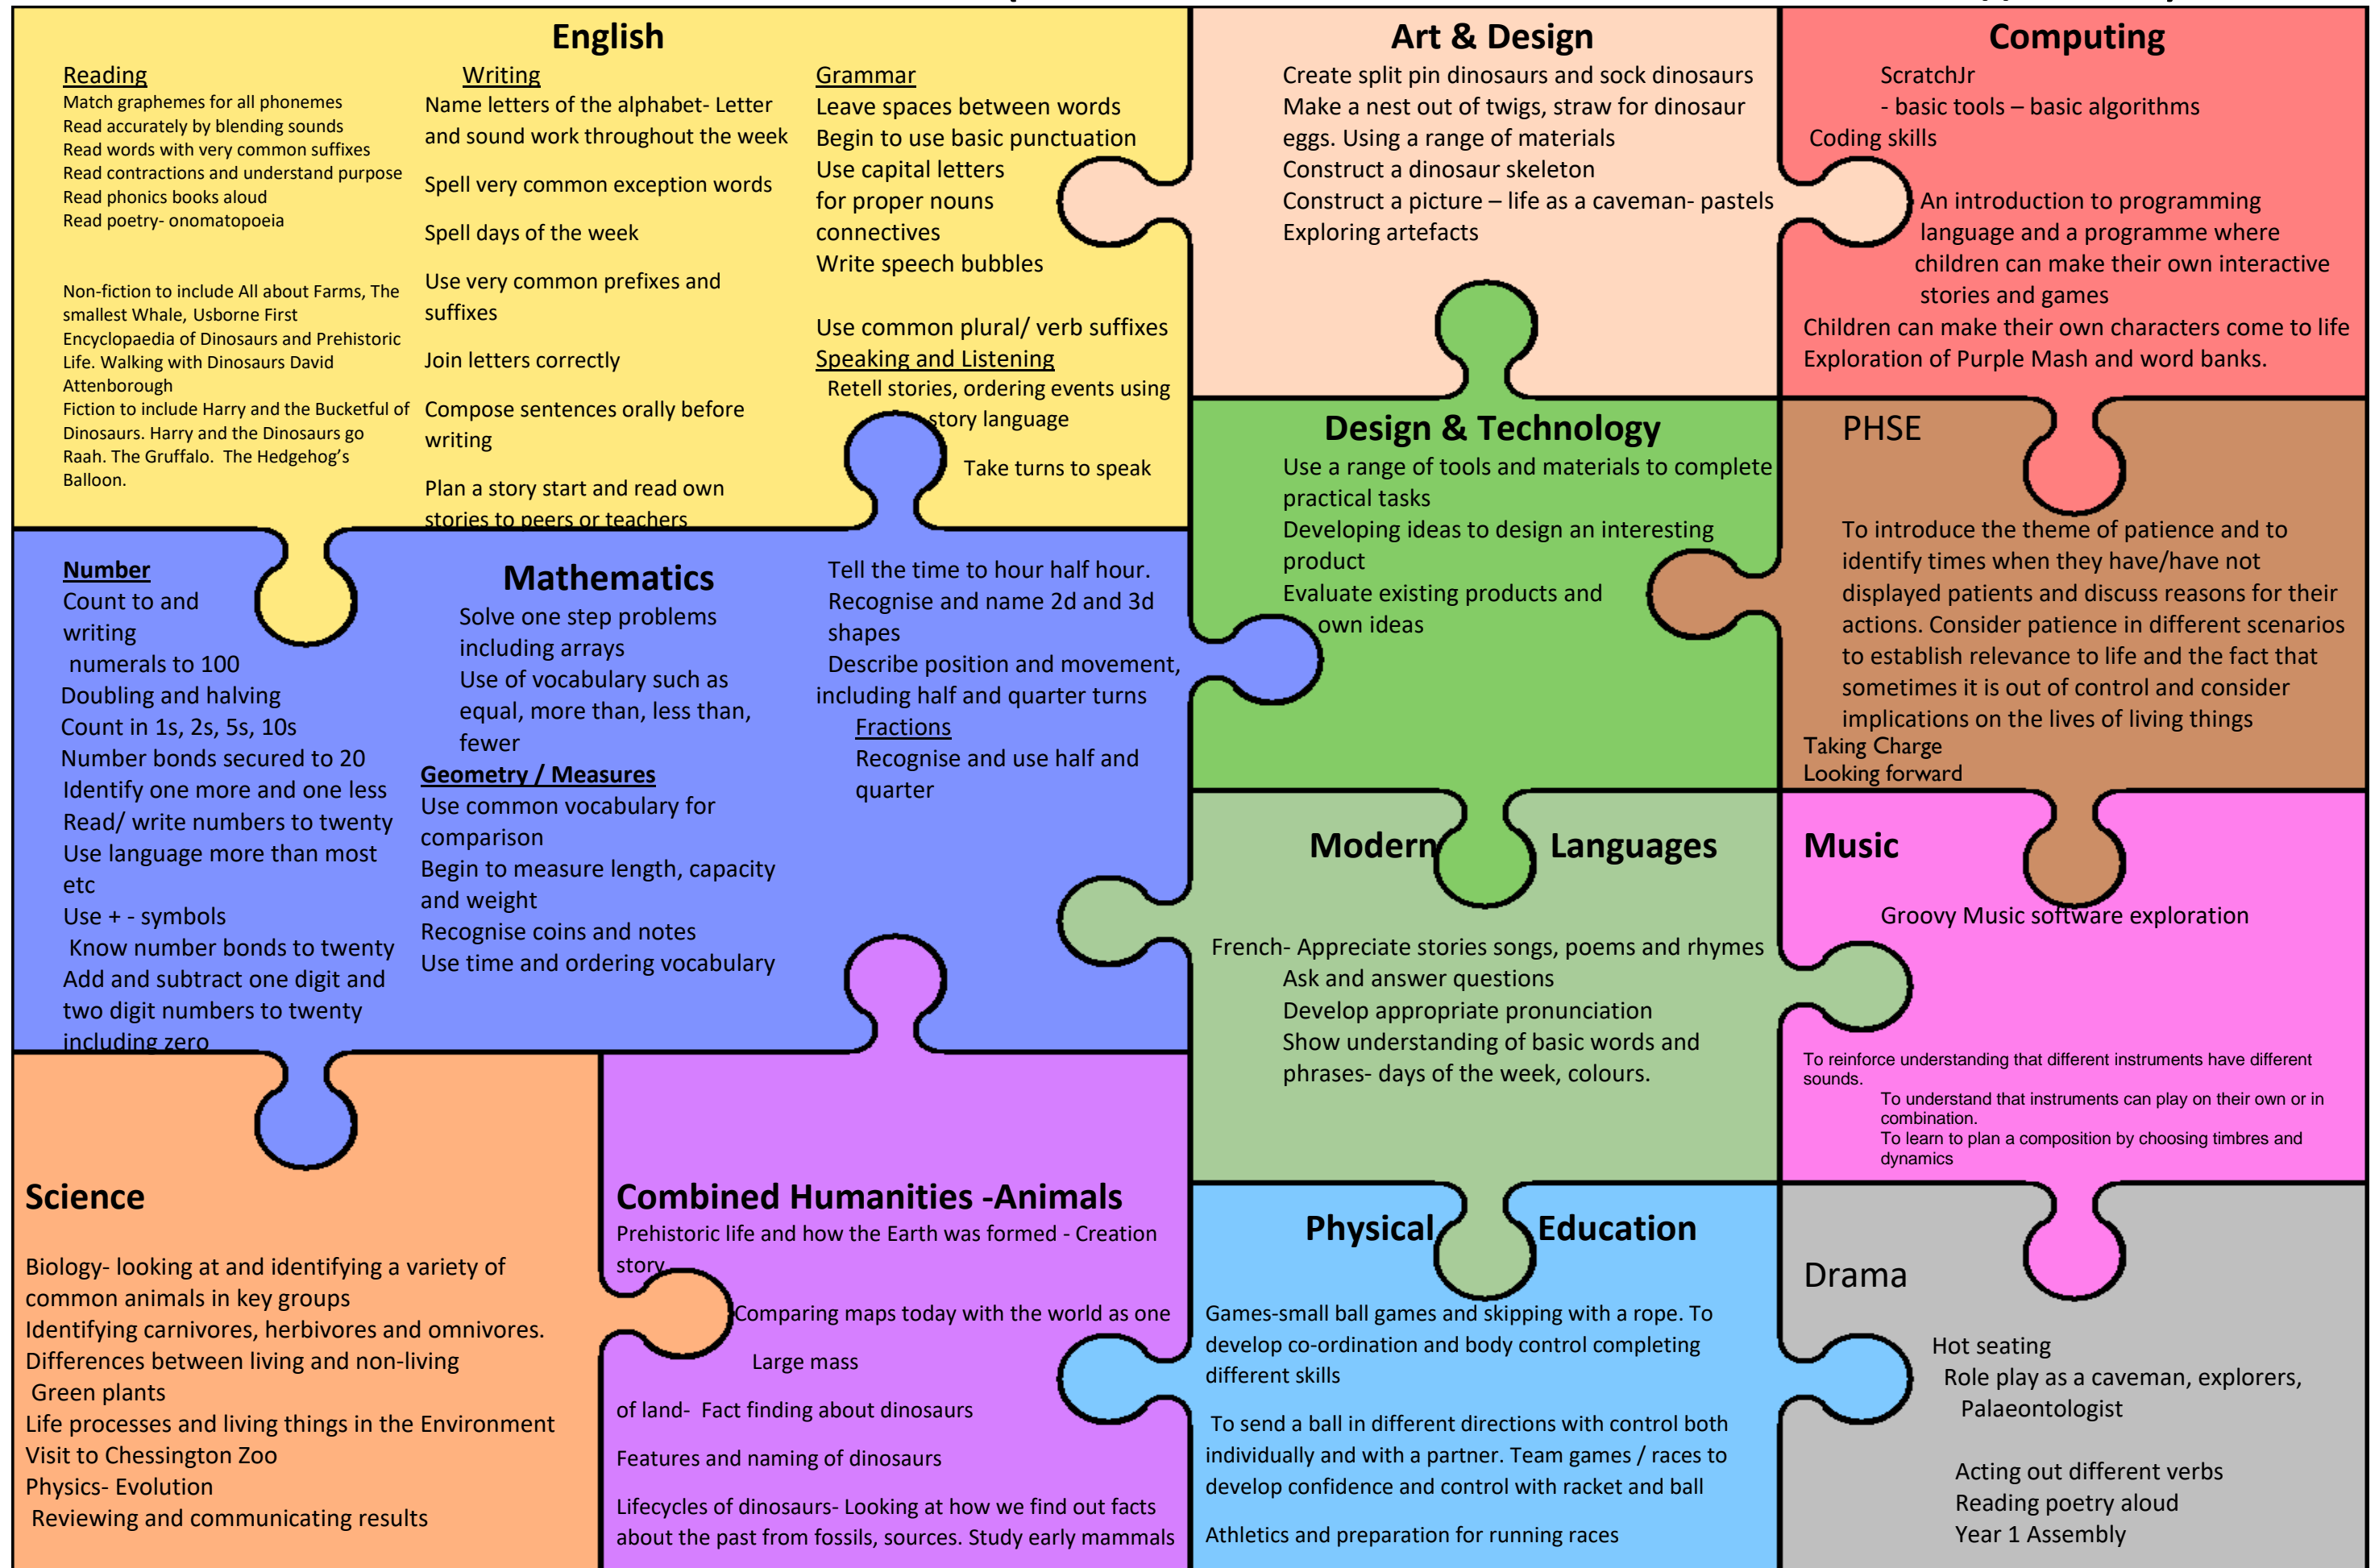 English
Reading
Match graphemes for all phonemes
Read accurately by blending sounds
Read words with very common suffixes
Read contractions and understand purpose
Read phonics books aloud
Read poetry- onomatopoeia
Non-fiction to include All about Farms, The
smallest Whale, Usborne First
Encyclopaedia of Dinosaurs and Prehistoric
Life. Walking with Dinosaurs David
Attenborough
Fiction to include Harry and the Bucketful of
Dinosaurs. Harry and the Dinosaurs go
Raah. The Gruffalo.  The Hedgehog's
Balloon.
Writing
Name letters of the alphabet- Letter
and sound work throughout the week
Spell very common exception words
Spell days of the week
Use very common prefixes and
suffixes
Join letters correctly
Compose sentences orally before
writing
Plan a story start and read own
stories to peers or teachers
Grammar
Leave spaces between words
Begin to use basic punctuation
Use capital letters
for proper nouns
connectives
Write speech bubbles
Use common plural/ verb suffixes
Speaking and Listening
Retell stories, ordering events using
story language
Take turns to speak
Art & Design
Create split pin dinosaurs and sock dinosaurs
Make a nest out of twigs, straw for dinosaur
eggs. Using a range of materials
Construct a dinosaur skeleton
Construct a picture – life as a caveman- pastels
Exploring artefacts
Computing
ScratchJr
- basic tools – basic algorithms
Coding skills
An introduction to programming
language and a programme where
children can make their own interactive
stories and games
Children can make their own characters come to life
Exploration of Purple Mash and word banks.
Design & Technology
Use a range of tools and materials to complete
practical tasks
Developing ideas to design an interesting
product
Evaluate existing products and
own ideas
PHSE
To introduce the theme of patience and to
identify times when they have/have not
displayed patients and discuss reasons for their
actions. Consider patience in different scenarios
to establish relevance to life and the fact that
sometimes it is out of control and consider
implications on the lives of living things
Taking Charge
Looking forward
Mathematics
Number
Count to and
writing
numerals to 100
Doubling and halving
Count in 1s, 2s, 5s, 10s
Number bonds secured to 20
Identify one more and one less
Read/ write numbers to twenty
Use language more than most
etc
Use + - symbols
Know number bonds to twenty
Add and subtract one digit and
two digit numbers to twenty
including zero
Solve one step problems
including arrays
Use of vocabulary such as
equal, more than, less than,
fewer
Geometry / Measures
Use common vocabulary for
comparison
Begin to measure length, capacity
and weight
Recognise coins and notes
Use time and ordering vocabulary
Tell the time to hour half hour.
Recognise and name 2d and 3d
shapes
Describe position and movement,
including half and quarter turns
Fractions
Recognise and use half and
quarter
Modern Languages
French- Appreciate stories songs, poems and rhymes
Ask and answer questions
Develop appropriate pronunciation
Show understanding of basic words and
phrases- days of the week, colours.
Music
Groovy Music software exploration
To reinforce understanding that different instruments have different
sounds.
To understand that instruments can play on their own or in
combination.
To learn to plan a composition by choosing timbres and
dynamics
Science
Biology- looking at and identifying a variety of
common animals in key groups
Identifying carnivores, herbivores and omnivores.
Differences between living and non-living
Green plants
Life processes and living things in the Environment
Visit to Chessington Zoo
Physics- Evolution
Reviewing and communicating results
Combined Humanities -Animals
Prehistoric life and how the Earth was formed - Creation
story
Comparing maps today with the world as one
Large mass
of land-  Fact finding about dinosaurs
Features and naming of dinosaurs
Lifecycles of dinosaurs- Looking at how we find out facts
about the past from fossils, sources. Study early mammals
Physical Education
Games-small ball games and skipping with a rope. To
develop co-ordination and body control completing
different skills
To send a ball in different directions with control both
individually and with a partner. Team games / races to
develop confidence and control with racket and ball
Athletics and preparation for running races
Drama
Hot seating
Role play as a caveman, explorers,
Palaeontologist
Acting out different verbs
Reading poetry aloud
Year 1 Assembly